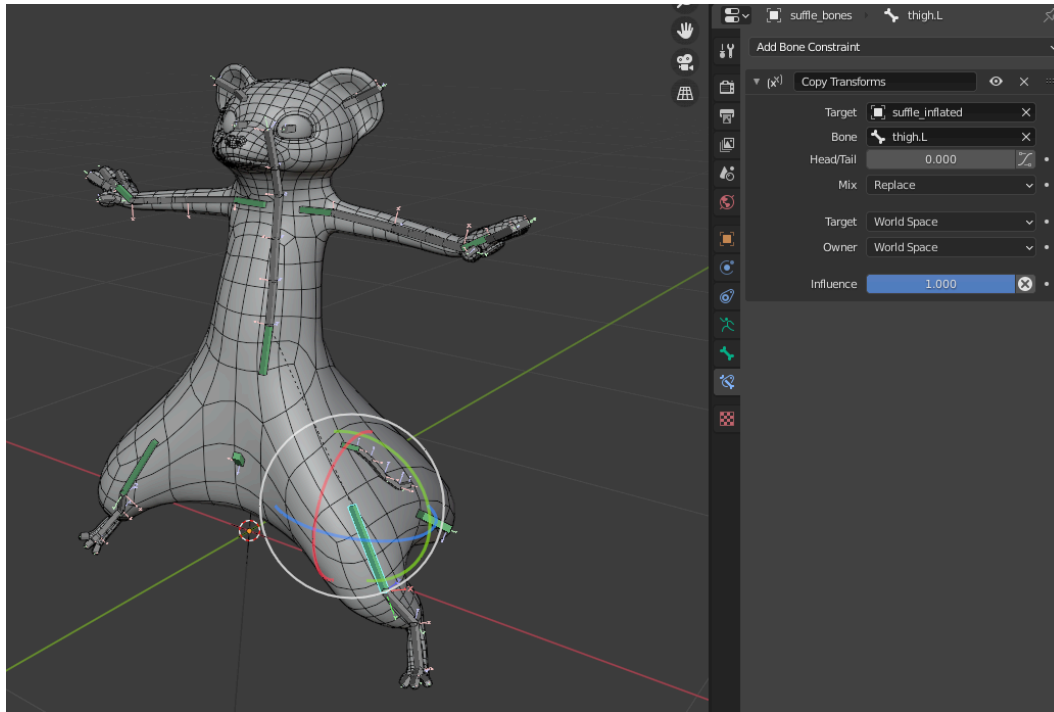 suffle_bones thigh.L
Add Bone Constraint
Copy Transforms
Target suffle_inflated
Bone thigh.L
Head/Tail 0.000
Mix Replace
Target World Space
Owner World Space
Influence 1.000